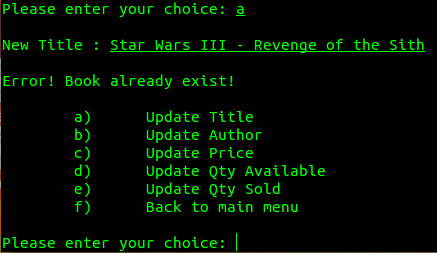 Please enter your choice: a
New Title : Star Wars III - Revenge of the Sith
Error! Book already exist!
a) Update Title
b) Update Author
c) Update Price
d) Update Qty Available
e) Update Qty Sold
f) Back to main menu
Please enter your choice: